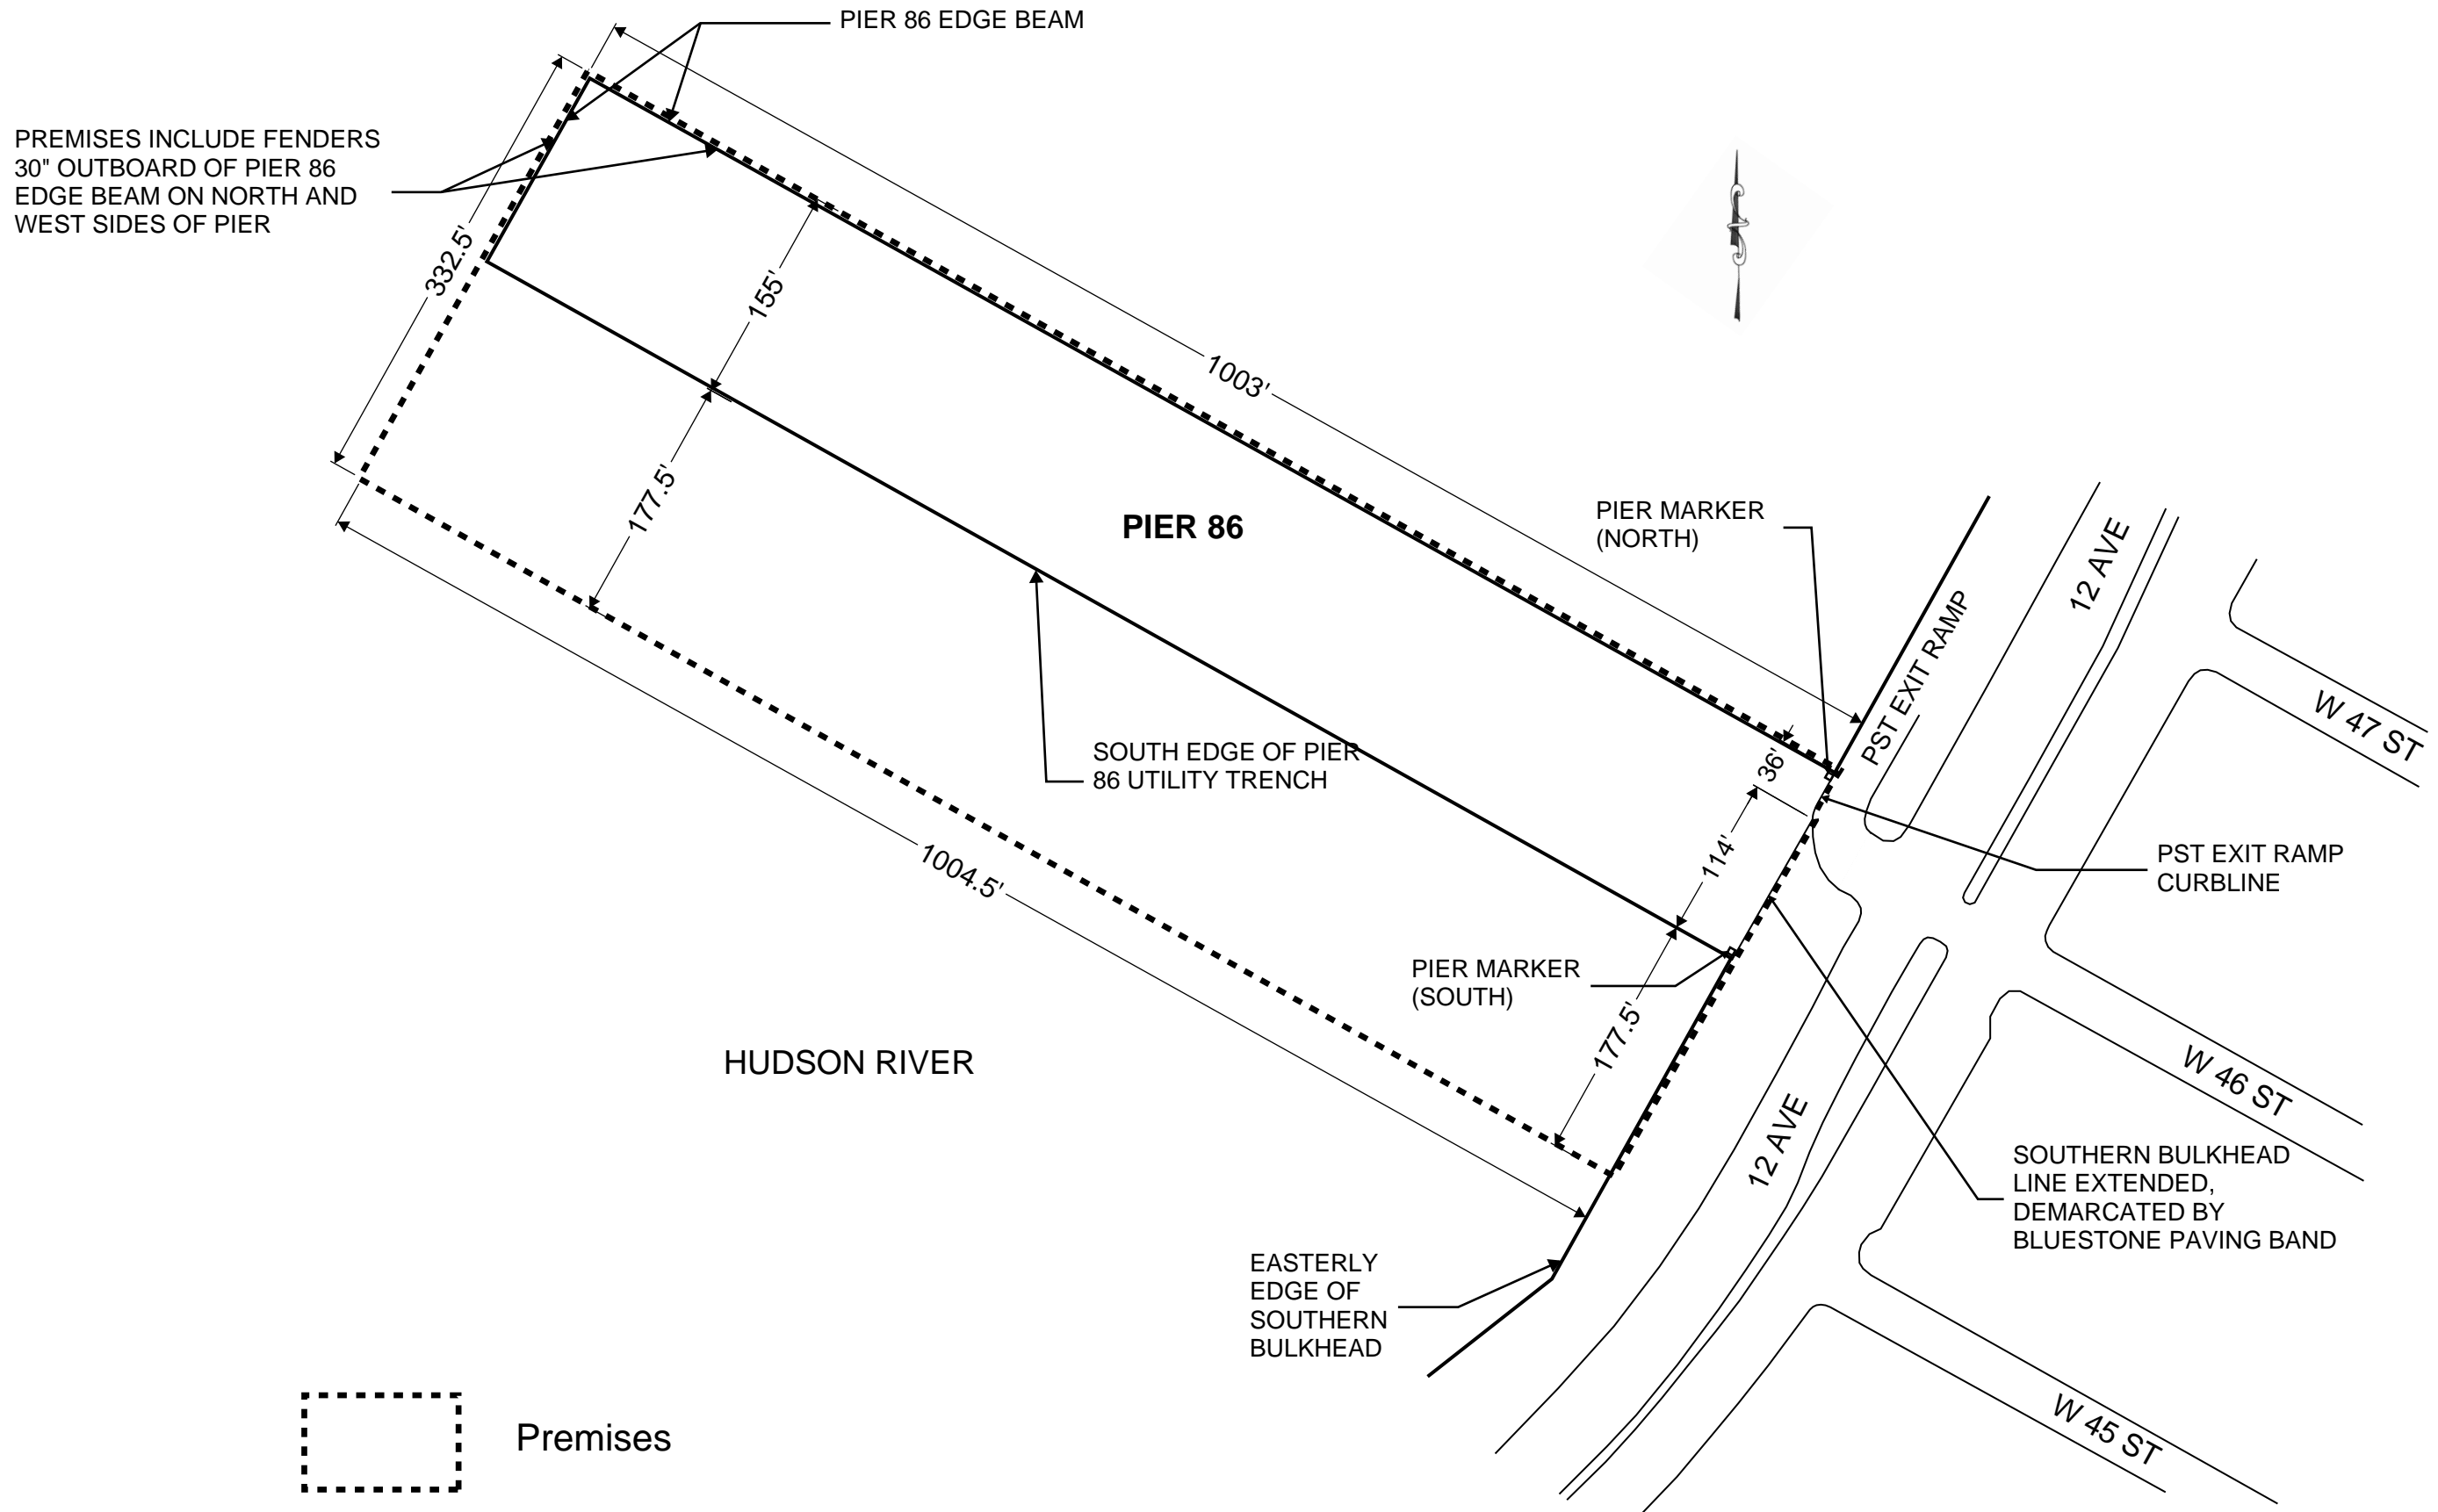 PIER 86 EDGE BEAM
PREMISES INCLUDE FENDERS
30" OUTBOARD OF PIER 86
EDGE BEAM ON NORTH AND
WEST SIDES OF PIER
332.5'
155'
1003'
177.5'
PIER 86
PIER MARKER
(NORTH)
12 AVE
PST EXIT RAMP
W 47 ST
SOUTH EDGE OF PIER
86 UTILITY TRENCH
36'
114'
1004.5'
PST EXIT RAMP
CURBLINE
PIER MARKER
(SOUTH)
177.5'
HUDSON RIVER
W 46 ST
12 AVE
SOUTHERN BULKHEAD
LINE EXTENDED,
DEMARCATED BY
BLUESTONE PAVING BAND
EASTERLY
EDGE OF
SOUTHERN
BULKHEAD
W 45 ST
Premises